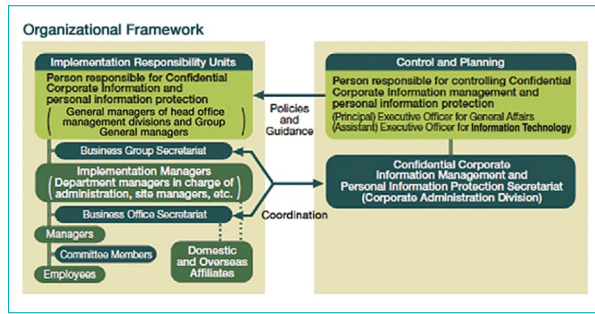 Organizational Framework
Implementation Responsibility Units
Person responsible for Confidential
Corporate Information and
personal information protection
(General managers of head office
management divisions and Group
General managers)
Business Group Secretariat
Implementation Managers
(Department managers in charge of
administration, site managers, etc.)
Business Office Secretariat
Managers
Committee Members
Employees
Domestic
and Overseas
Affiliates
Policies
and
Guidance
Coordination
Control and Planning
Person responsible for controlling Confidential
Corporate Information management and
personal information protection
(Principal) Executive Officer for General Affairs
(Assistant) Executive Officer for Information Technology
Confidential Corporate
Information Management and
Personal Information Protection Secretariat
(Corporate Administration Division)